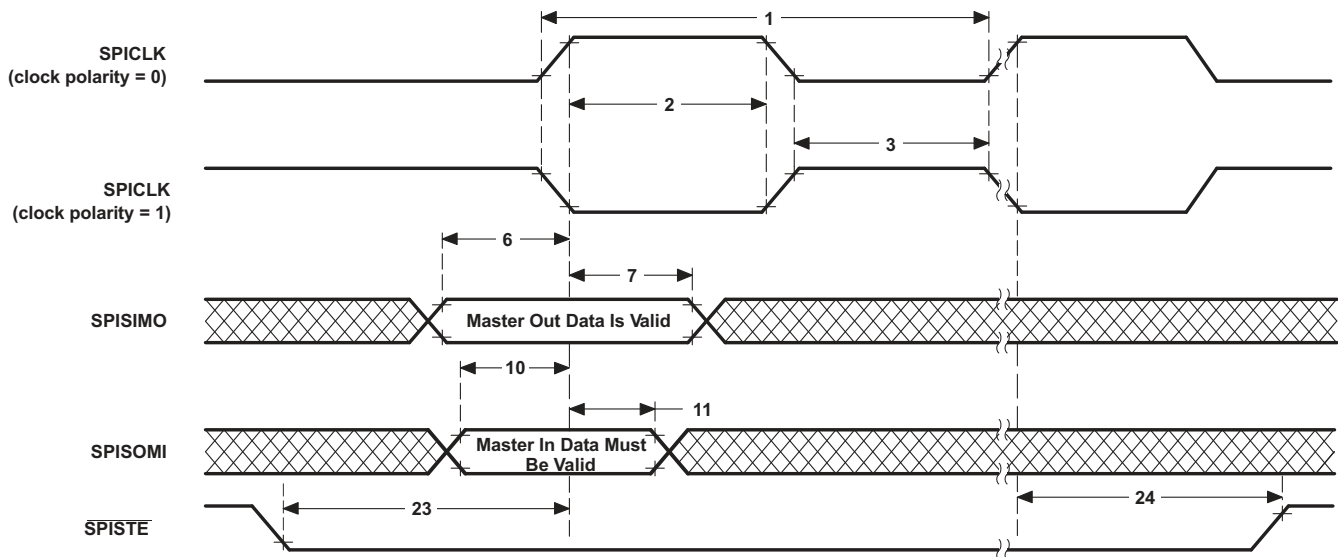 1
SPICLK
(clock polarity = 0)
2
3
SPICLK
(clock polarity = 1)
6
7
SPISIMO
Master Out Data Is Valid
10
11
SPISOMI
Master In Data Must
Be Valid
23
24
SPISTE